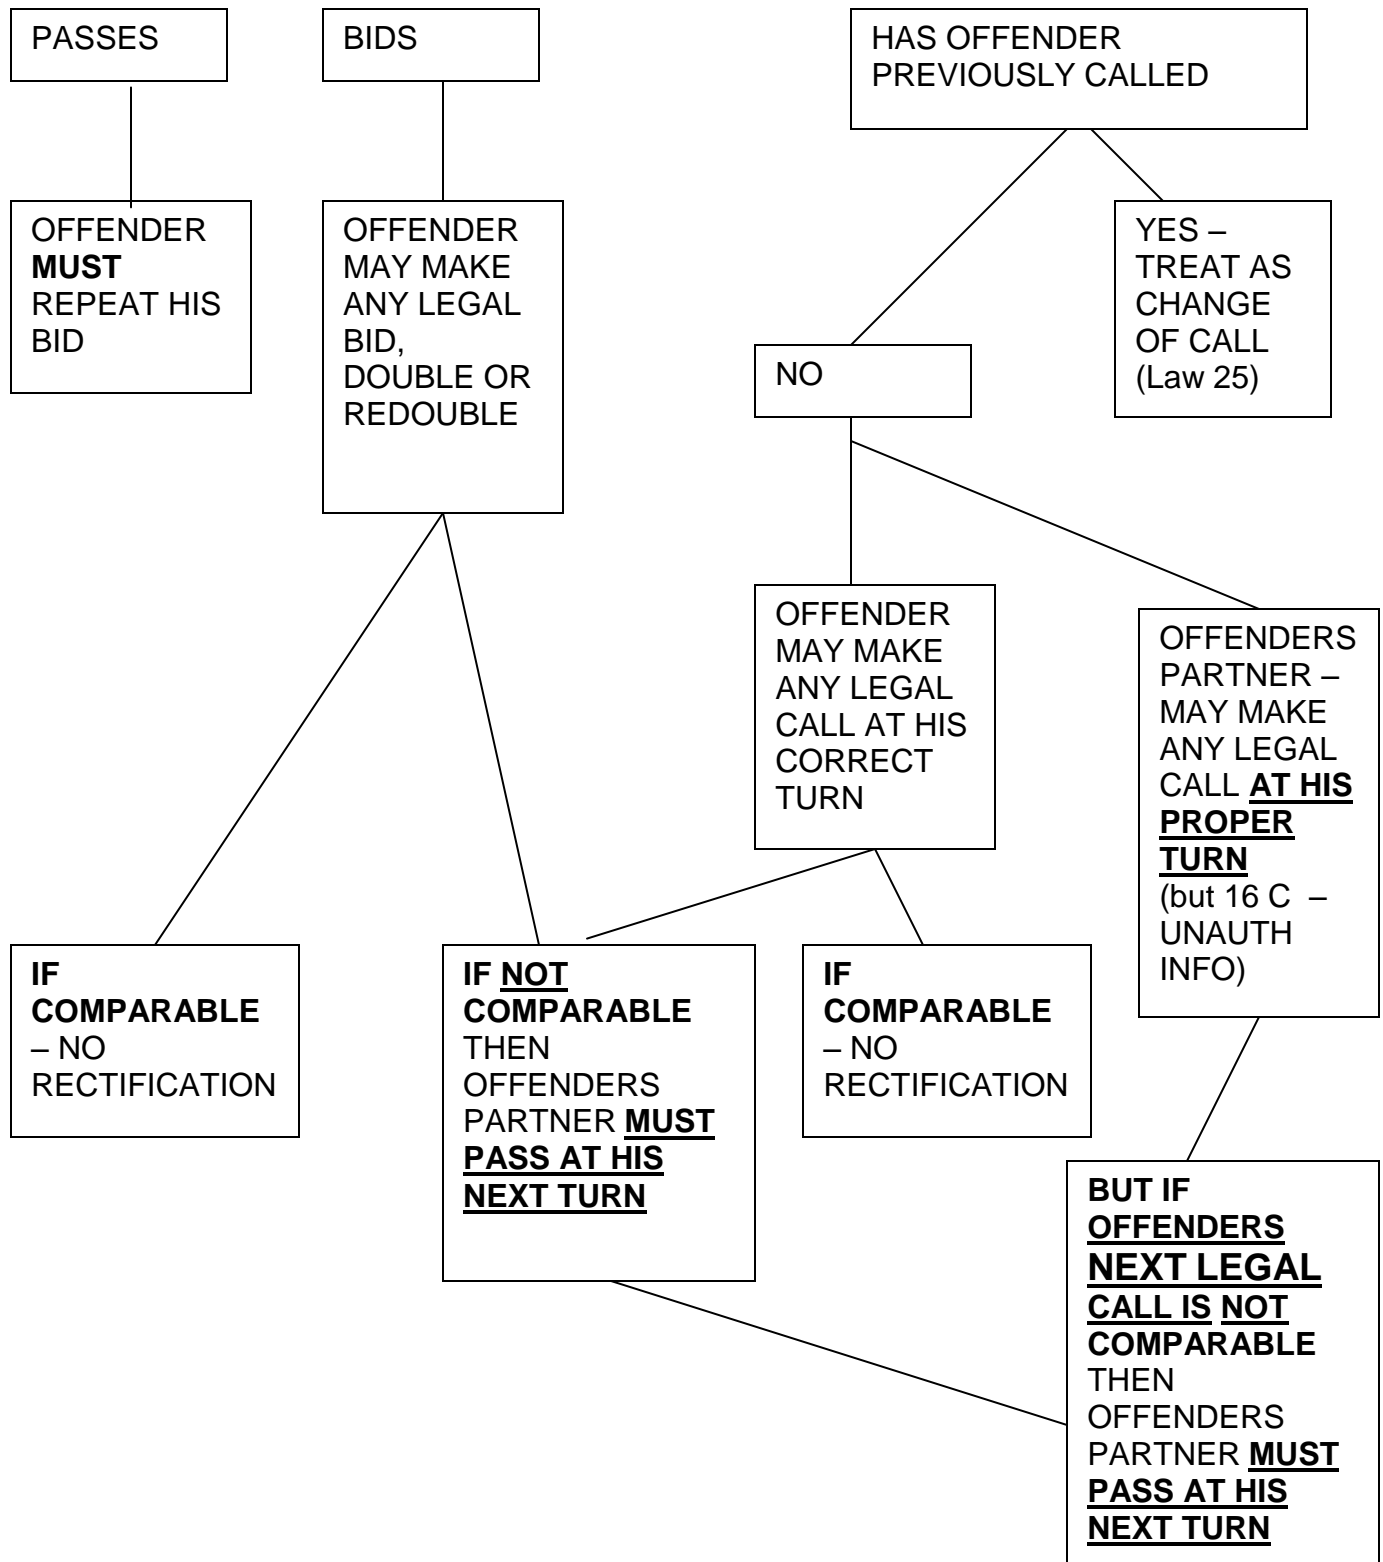 PASSES
BIDS
HAS OFFENDER
PREVIOUSLY CALLED
OFFENDER
MUST
REPEAT HIS
BID
OFFENDER
MAY MAKE
ANY LEGAL
BID,
DOUBLE OR
REDOUBLE
YES –
TREAT AS
CHANGE
OF CALL
(Law 25)
NO
OFFENDER
MAY MAKE
ANY LEGAL
CALL AT HIS
CORRECT
TURN
OFFENDERS
PARTNER –
MAY MAKE
ANY LEGAL
CALL AT HIS
PROPER
TURN
(but 16 C –
UNAUTH
INFO)
IF
COMPARABLE
– NO
RECTIFICATION
IF NOT
COMPARABLE
THEN
OFFENDERS
PARTNER MUST
PASS AT HIS
NEXT TURN
IF
COMPARABLE
– NO
RECTIFICATION
BUT IF
OFFENDERS
NEXT LEGAL
CALL IS NOT
COMPARABLE
THEN
OFFENDERS
PARTNER MUST
PASS AT HIS
NEXT TURN